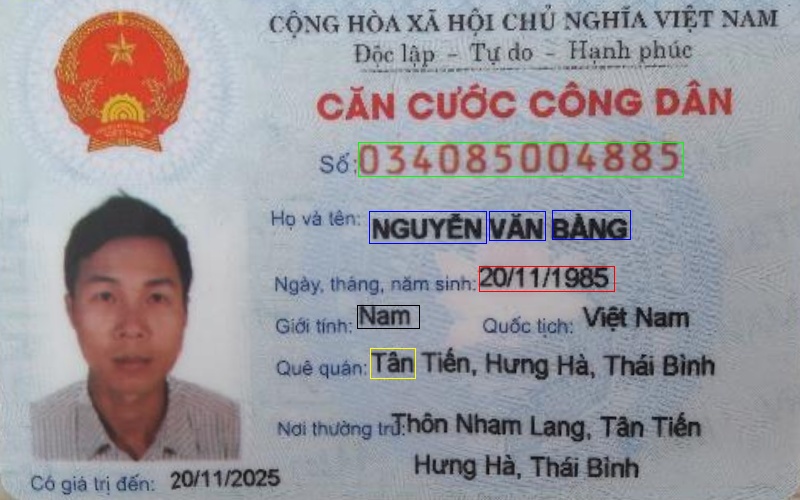 CỘNG HÒA XÃ HỘI CHỦ NGHĨA VIỆT NAM
Độc lập - Tự do - Hạnh phúc
CĂN CƯỚC CÔNG DÂN
Số: 034085004885
Họ và tên: NGUYỄN VĂN BẰNG
Ngày, tháng, năm sinh: 20/11/1985
Giới tính: Nam Quốc tịch: Việt Nam
Quê quán: Tân Tiến, Hưng Hà, Thái Bình
Nơi thường trú: Thôn Nham Lang, Tân Tiến
Hưng Hà, Thái Bình
Có giá trị đến: 20/11/2025